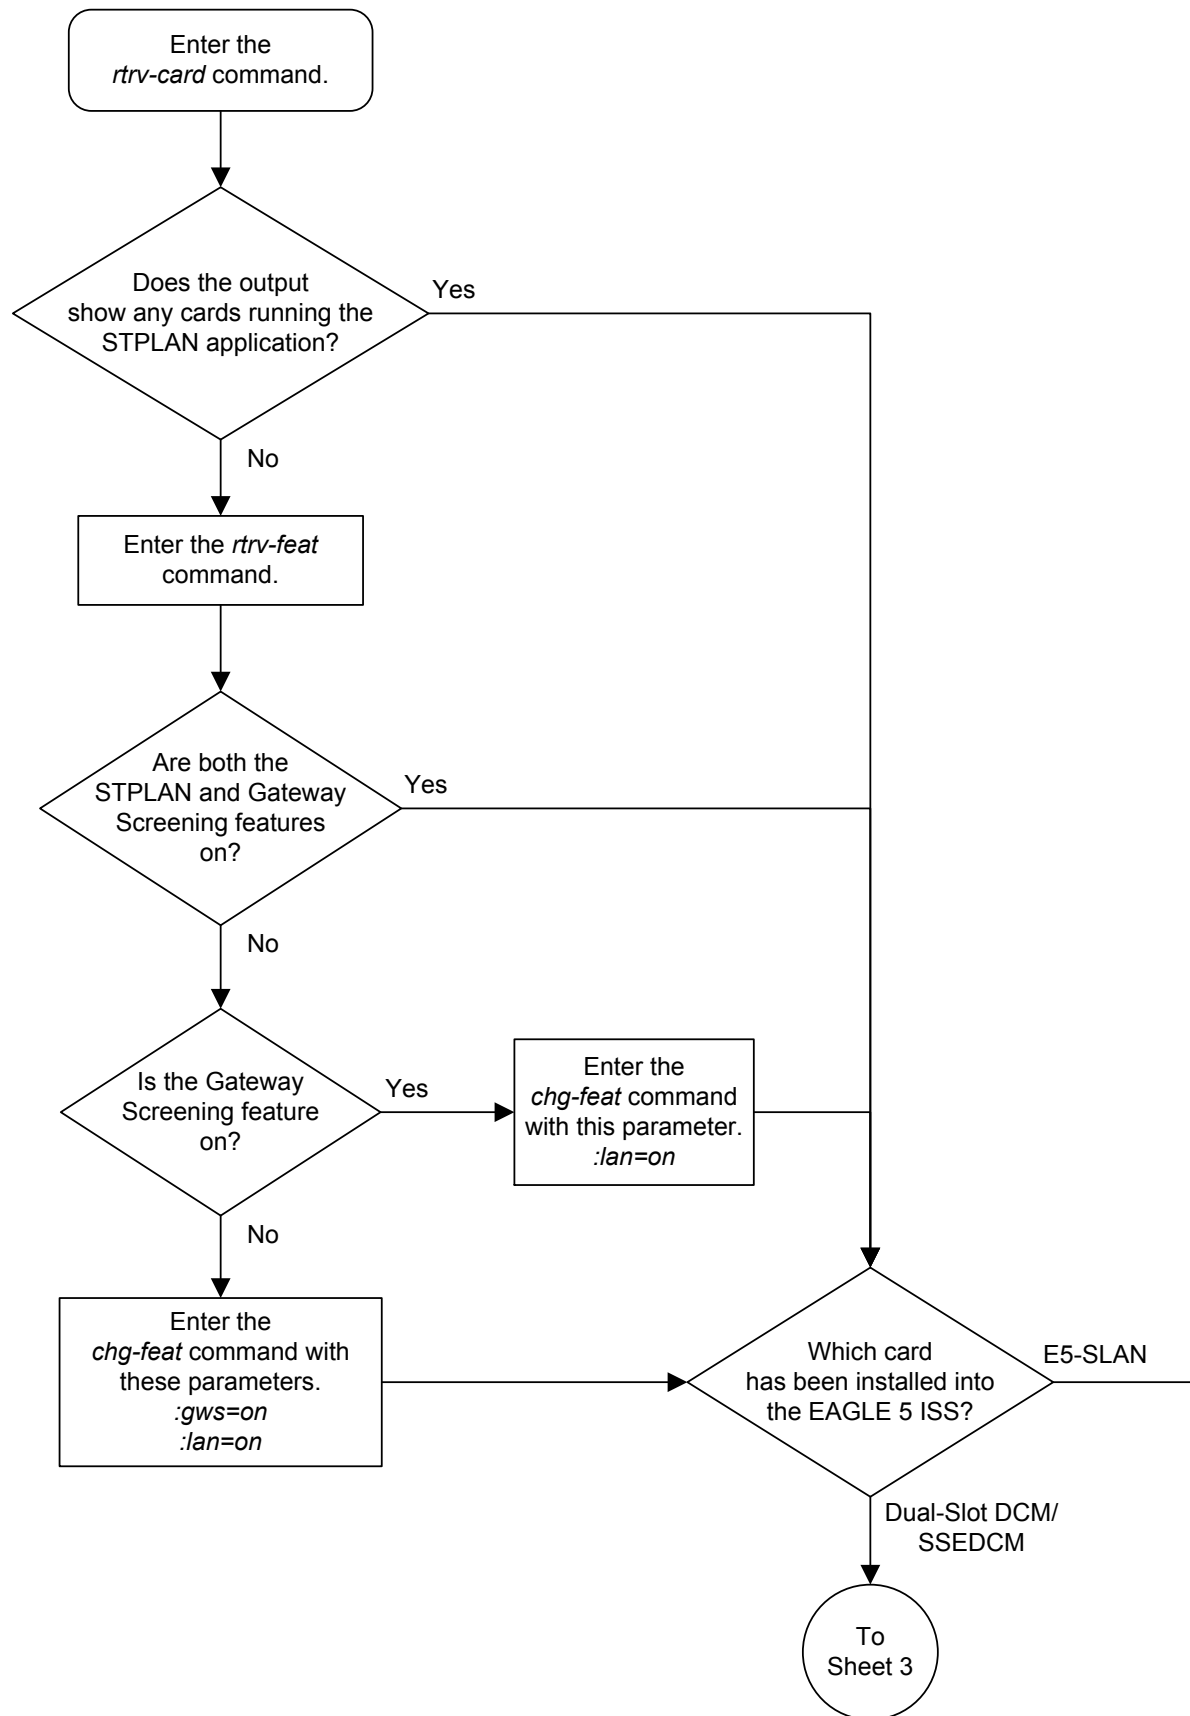 Enter the
rtrv-card command.
Does the output
show any cards running the
STPLAN application?
Yes
No
Enter the rtrv-feat
command.
Are both the
STPLAN and Gateway
Screening features
on?
Yes
No
Is the Gateway
Screening feature
on?
Yes
Enter the
chg-feat command
with this parameter.
:lan=on
No
Enter the
chg-feat command with
these parameters.
:gws=on
:lan=on
Which card
has been installed into
the EAGLE 5 ISS?
E5-SLAN
Dual-Slot DCM/
SSEDCM
To
Sheet 3